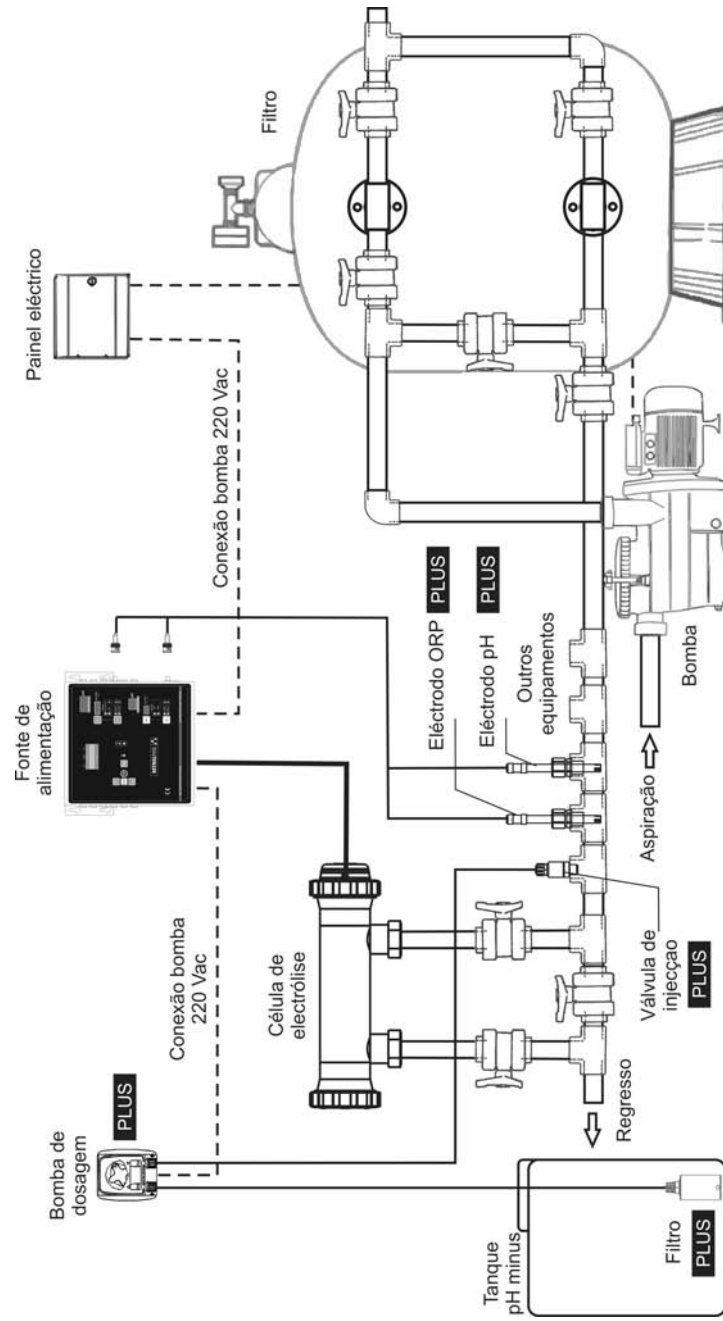 Bomba de
dosagem
PLUS
Conexão bomba
220 Vac
Fonte de
alimentação
Conexão bomba 220 Vac
Painel eléctrico
Filtro
Célula de
electrólise
Eléctrodo ORP
PLUS
Eléctrodo pH
PLUS
Outros
equipamentos
Tanque
pH minus
Filtro
PLUS
Regresso
Válvula de
injecçao
PLUS
Aspiração
Bomba